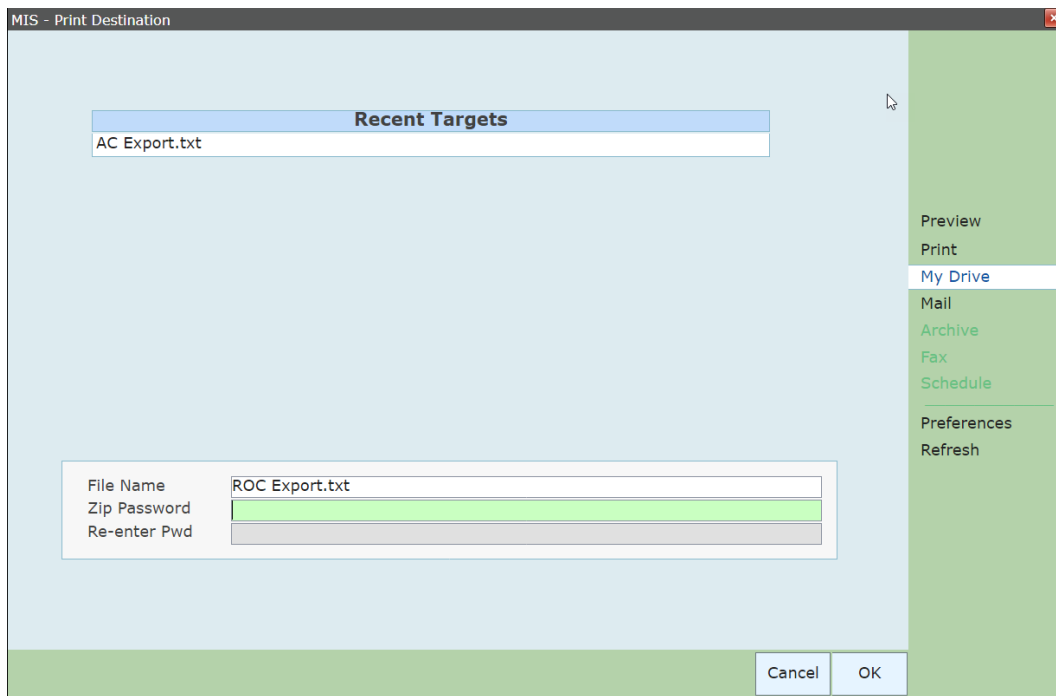 MIS - Print Destination
Recent Targets
AC Export.txt
Preview
Print
My Drive
Mail
Archive
Fax
Schedule
Preferences
Refresh
File Name ROC Export.txt
Zip Password
Re-enter Pwd
Cancel OK